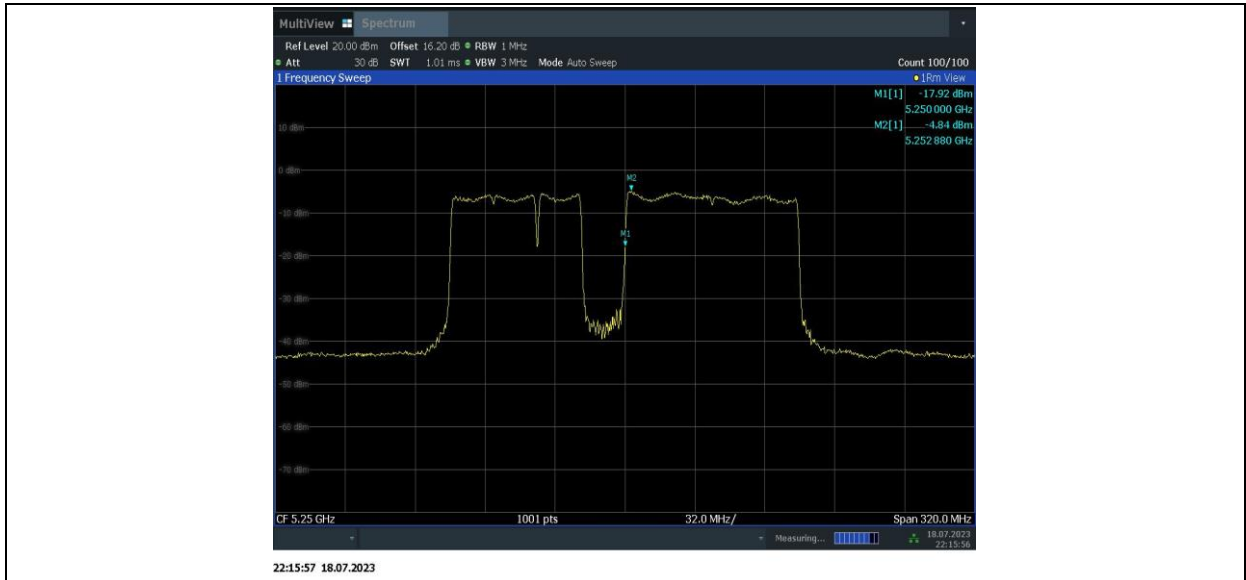 MultiView Spectrum
Ref Level 20.00 dBm Offset 16.20 dB RBW 1 MHz
Att 30 dB SWT 1.01 ms VBW 3 MHz Mode Auto Sweep Count 100/100
1 Frequency Sweep 1Rm View
M1[1] -17.92 dBm
5.250 000 GHz
10 dBm
M2[1] -4.84 dBm
5.252 880 GHz
0 dBm
M2
-10 dBm
M1
-20 dBm
-30 dBm
-40 dBm
-50 dBm
-60 dBm
-70 dBm
CF 5.25 GHz 1001 pts 32.0 MHz/ Span 320.0 MHz
Measuring... 18.07.2023
22:15:56
22:15:57 18.07.2023